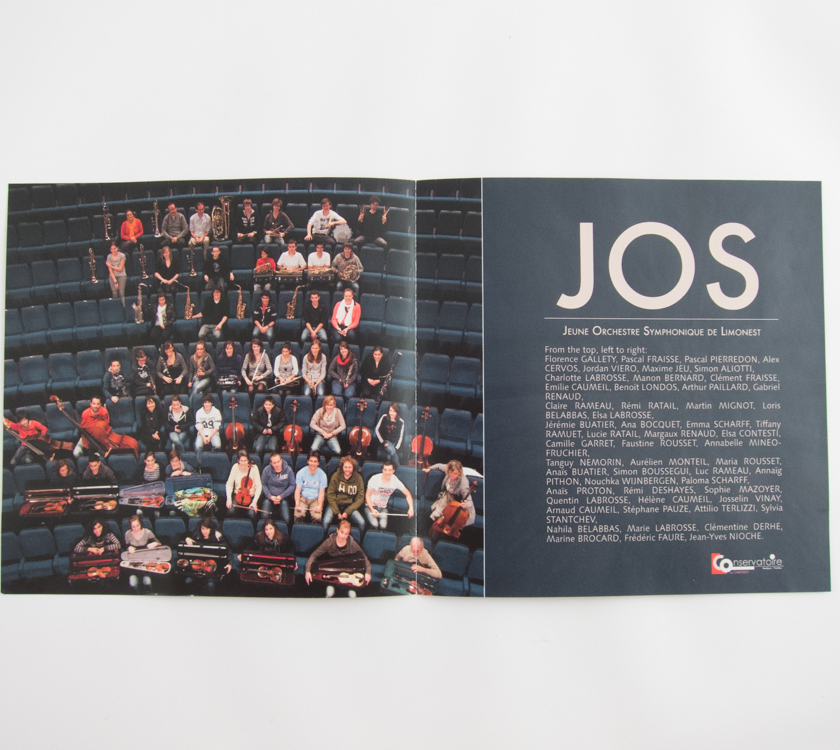 JOS
JEUNE ORCHESTRE SYMPHONIQUE DE LIMONEST
From the top, left to right:
Florence GALLETY, Pascal FRAISSE, Pascal PIERREDON, Alex
CERVOS, Jordan VIERO, Maxime JEU, Simon ALIOTTI,
Charlotte LABROSSE, Manon BERNARD, Clément FRAISSE,
Emilie CAUMEIL, Benoit LONDOS, Arthur PAILLARD, Gabriel
RENAUD,
Claire RAMEAU, Rémi RATAIL, Martin MIGNOT, Loris
BELABBAS, Elsa LABROSSE,
Jérémie BUATIER, Ana BOCQUET, Emma SCHARFF, Tiffany
RAMUET, Lucie RATAIL, Margaux RENAUD, Elsa CONTESTI,
Camille GARRET, Faustine ROUSSET, Annabelle MINEO-
FRUCHIER,
Tanguy NEMORIN, Aurélien MONTEIL, Maria ROUSSET,
Anaïs BUATIER, Simon BOUSSEGUI, Luc RAMEAU, Annaïg
PITHON, Nouchka WIJNBERGEN, Paloma SCHARFF,
Anaïs PROTON, Rémi DESHAYES, Sophie MAZOYER,
Quentin LABROSSE, Hélène CAUMEIL, Josselin VINAY,
Arnaud CAUMEIL, Stéphane PAUZE, Attilio TERLIZZI, Sylvia
STANTCHEV,
Nahila BELABBAS, Marie LABROSSE, Clémentine DERHE,
Marine BROCARD, Frédéric FAURE, Jean-Yves NIOCHE.
Conservatoire